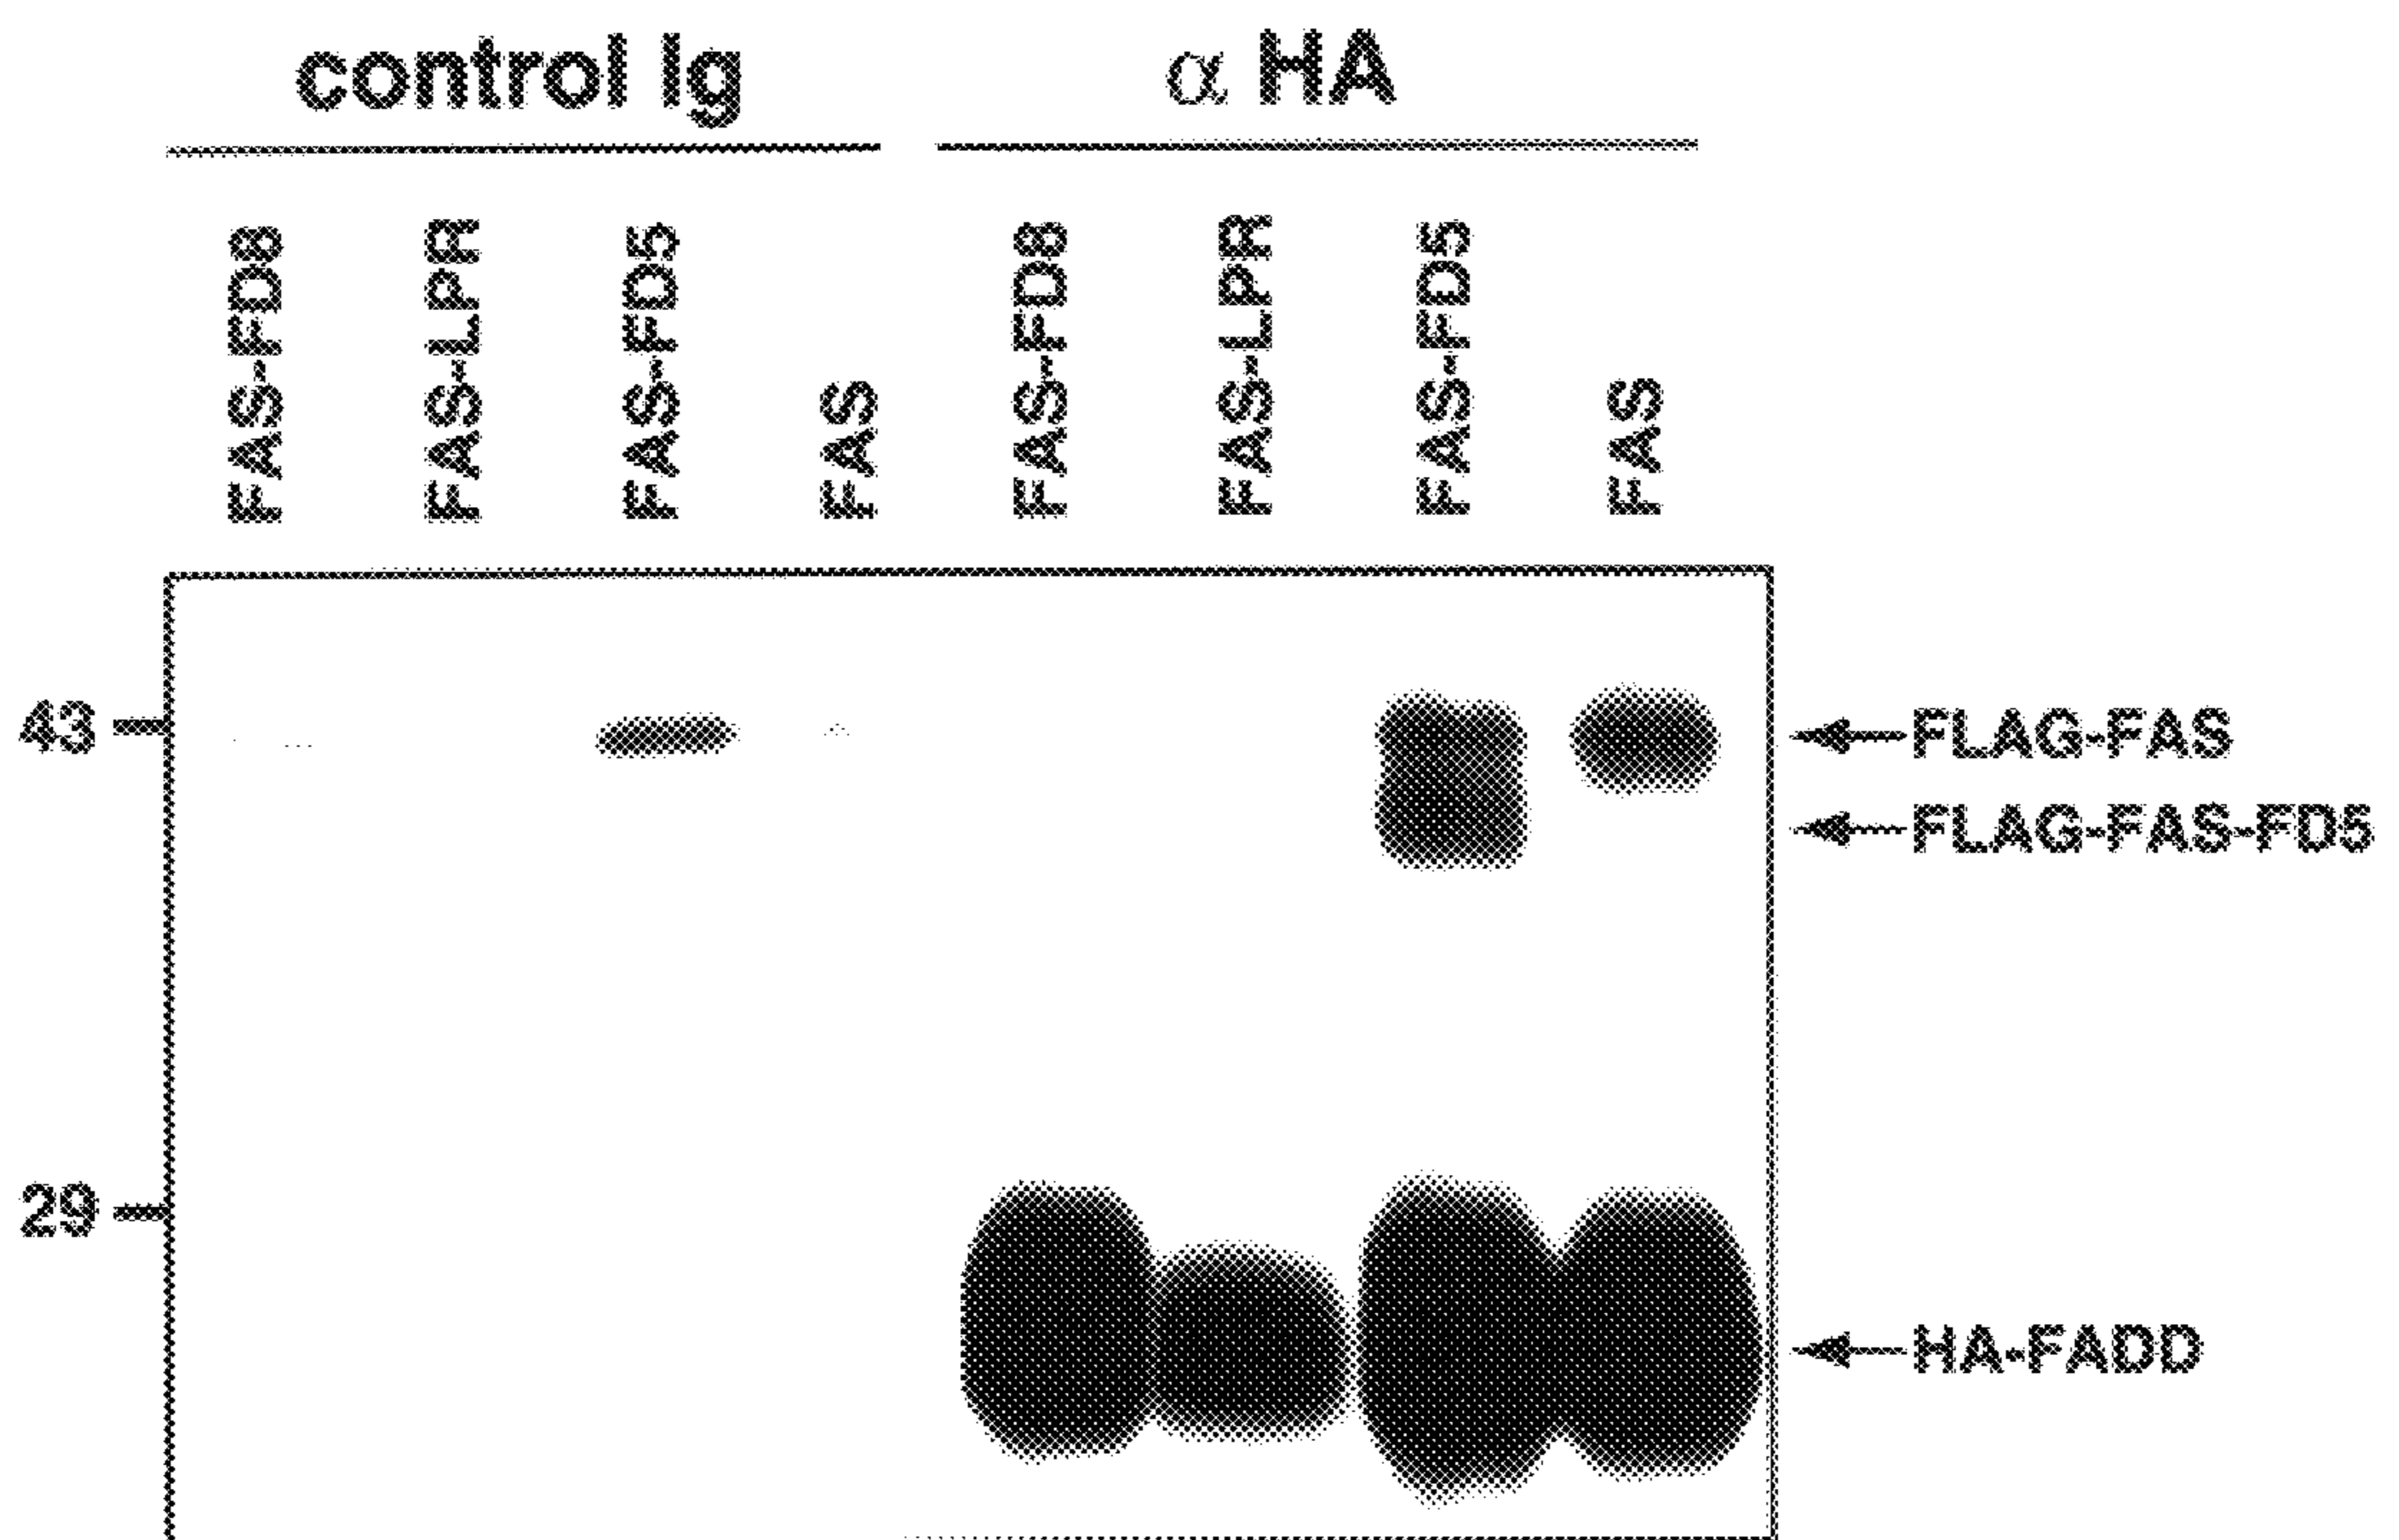 control Ig α HA
FAS-FD8 FAS-LPR FAS-FD5 FAS FAS-FD8 FAS-LPR FAS-FD5 FAS
43 FLAG-FAS
FLAG-FAS-FD5
29
HA-FADD